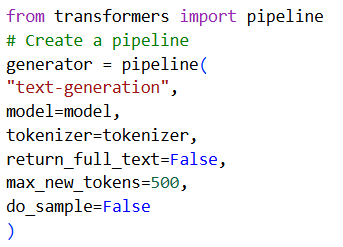 from transformers import pipeline
# Create a pipeline
generator = pipeline(
"text-generation",
model=model,
tokenizer=tokenizer,
return_full_text=False,
max_new_tokens=500,
do_sample=False
)